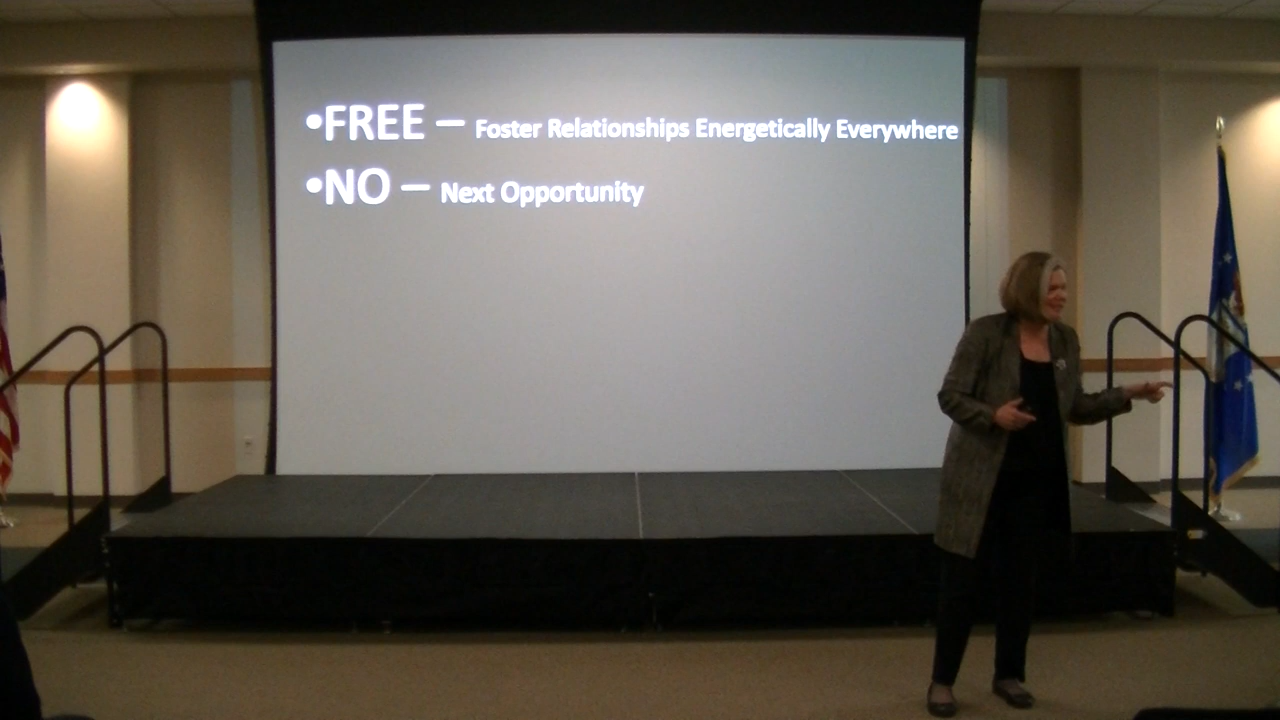 •FREE – Foster Relationships Energetically Everywhere
•NO – Next Opportunity